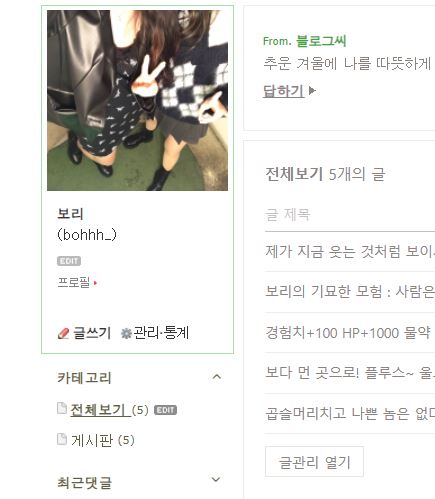 보리
(bohhh_)
EDIT
프로필
글쓰기 관리·통계
카테고리
전체보기 (5) EDIT
게시판 (5)
최근댓글
From. 블로그씨
추운 겨울에 나를 따뜻하게
답하기
전체보기 5개의 글
글 제목
제가 지금 웃는 것처럼 보이
보리의 기묘한 모험 : 사람은
경험치+100 HP+1000 물약
보다 먼 곳으로! 플루스~ 울
곱슬머리치고 나쁜 놈은 없
글관리 열기